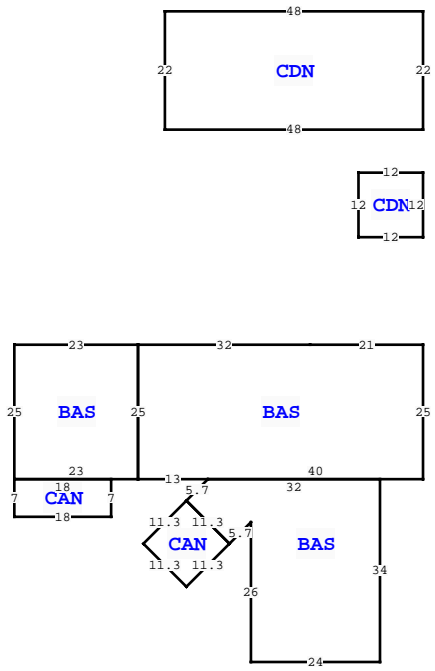 48
22 CDN 22
48
12
12 CDN 12
12
23 32 21
25 BAS 25 BAS 25
23 13 40
18 5.7 32
7 CAN 7
18
11.3 11.3 5.7
CAN BAS
11.3 11.3
34
26
24